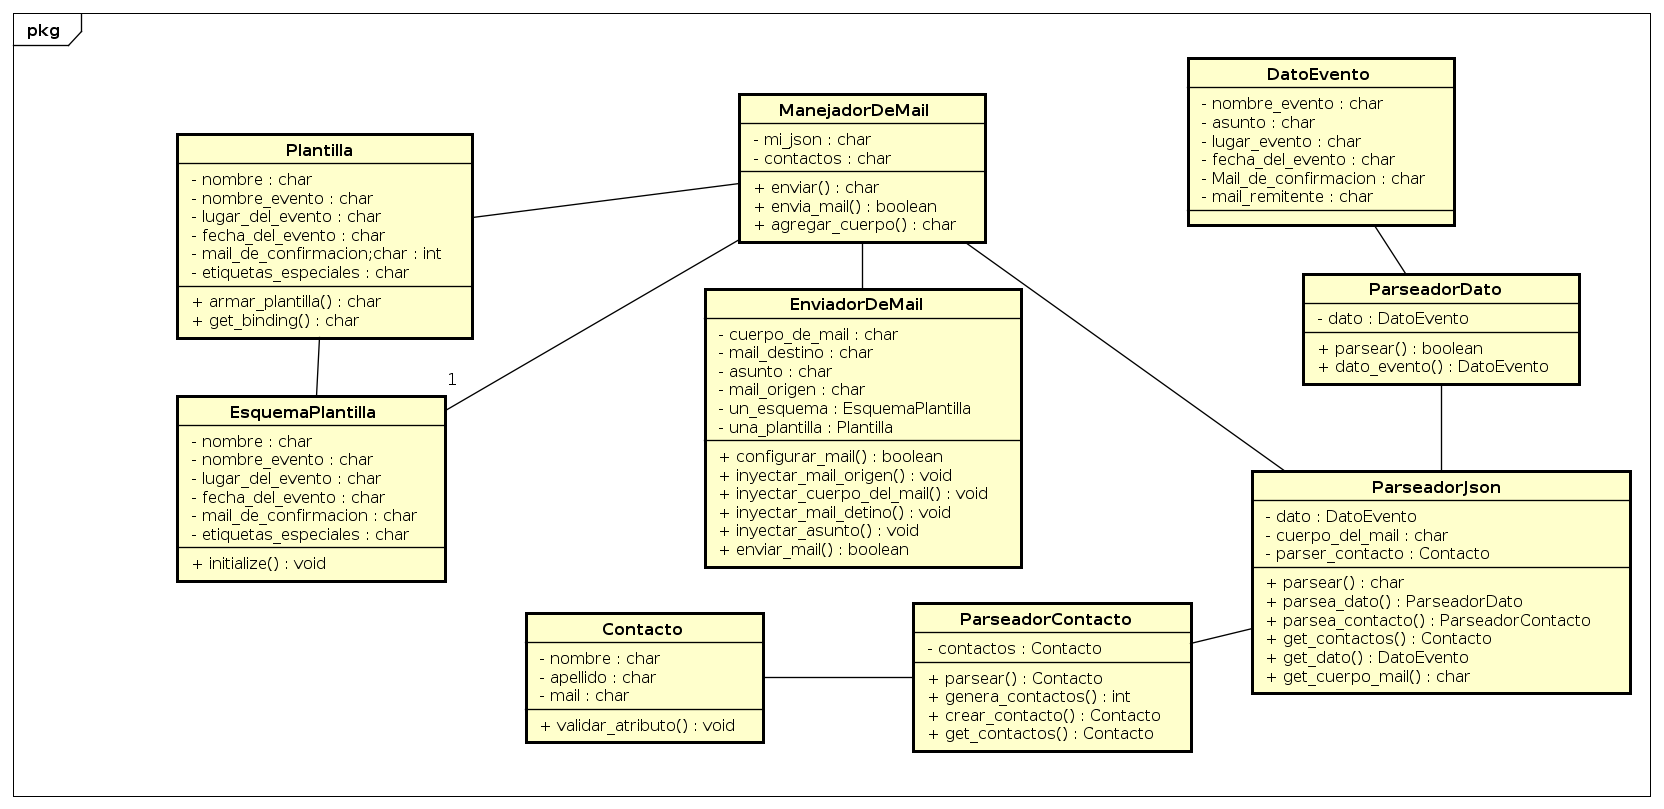 pkg
DatoEvento
- nombre_evento : char
- asunto : char
- lugar_evento : char
- fecha_del_evento : char
- Mail_de_confirmacion : char
- mail_remitente : char
ManejadorDeMail
- mi_json : char
- contactos : char
+ enviar() : char
+ envia_mail() : boolean
+ agregar_cuerpo() : char
Plantilla
- nombre : char
- nombre_evento : char
- lugar_del_evento : char
- fecha_del_evento : char
- mail_de_confirmacion;char : int
- etiquetas_especiales : char
+ armar_plantilla() : char
+ get_binding() : char
ParseadorDato
- dato : DatoEvento
+ parsear() : boolean
+ dato_evento() : DatoEvento
EnviadorDeMail
- cuerpo_de_mail : char
- mail_destino : char
- asunto : char
- mail_origen : char
- un_esquema : EsquemaPlantilla
- una_plantilla : Plantilla
+ configurar_mail() : boolean
+ inyectar_mail_origen() : void
+ inyectar_cuerpo_del_mail() : void
+ inyectar_mail_detino() : void
+ inyectar_asunto() : void
+ enviar_mail() : boolean
1
EsquemaPlantilla
- nombre : char
- nombre_evento : char
- lugar_del_evento : char
- fecha_del_evento : char
- mail_de_confirmacion : char
- etiquetas_especiales : char
+ initialize() : void
ParseadorJson
- dato : DatoEvento
- cuerpo_del_mail : char
- parser_contacto : Contacto
+ parsear() : char
+ parsea_dato() : ParseadorDato
+ parsea_contacto() : ParseadorContacto
+ get_contactos() : Contacto
+ get_dato() : DatoEvento
+ get_cuerpo_mail() : char
ParseadorContacto
- contactos : Contacto
+ parsear() : Contacto
+ genera_contactos() : int
+ crear_contacto() : Contacto
+ get_contactos() : Contacto
Contacto
- nombre : char
- apellido : char
- mail : char
+ validar_atributo() : void